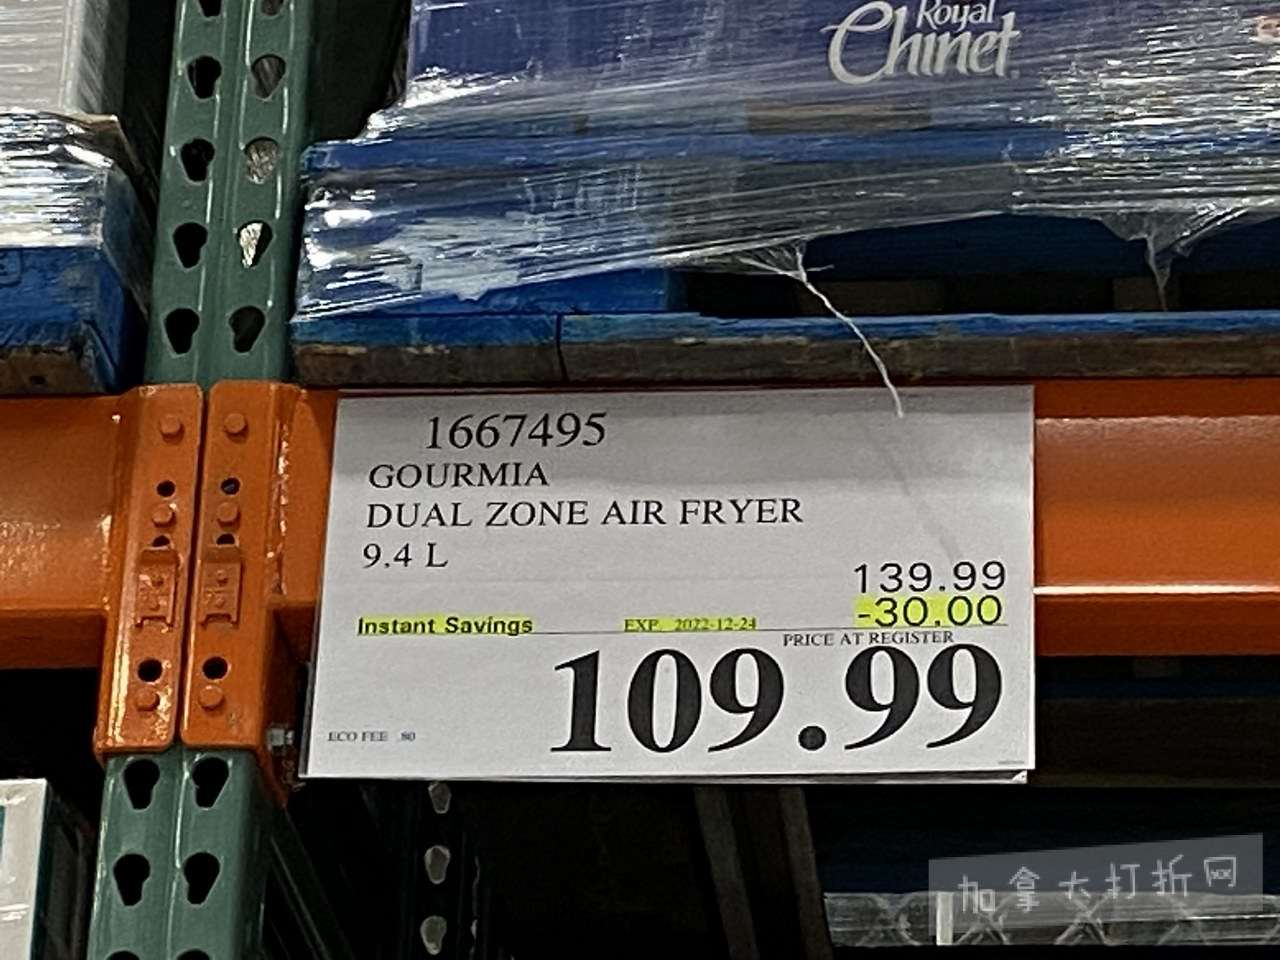 Royal
Chinet
1667495
GOURMIA
DUAL ZONE AIR FRYER
9.4 L
139.99
Instant Savings EXP. 2022-12-24 -30.00
PRICE AT REGISTER
109.99
ECO FEE .80
加拿大打折网